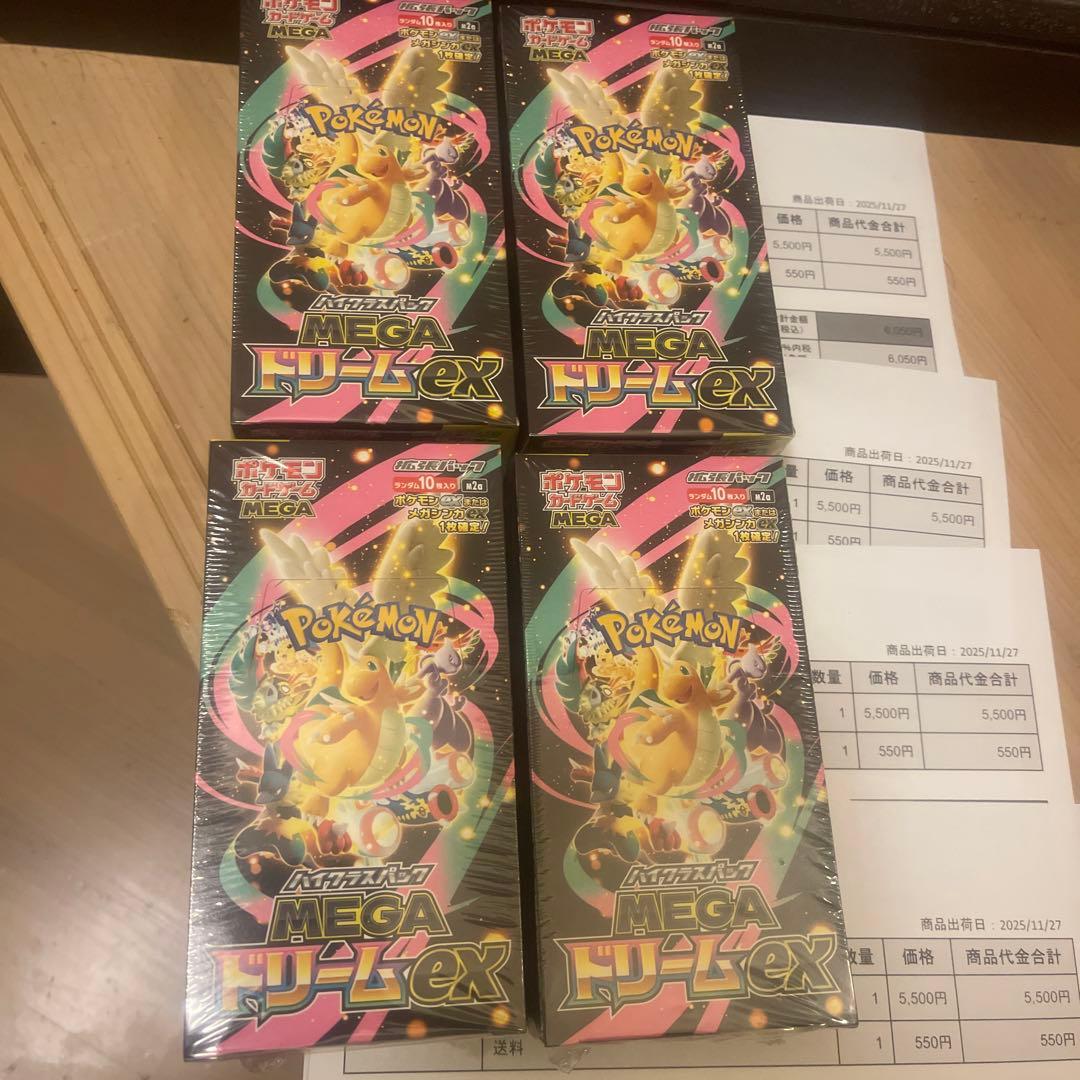 ポケモン
カードゲーム
MEGA
拡張パック
ランダム10枚入り M2a
ポケモンexまたは
メガシンカex
1枚確定!
POKéMON
ハイクラスパック
MEGA
ドリームex
ポケモン
カードゲーム
MEGA
拡張パック
ランダム10枚入り M2a
ポケモンexまたは
メガシンカex
1枚確定!
POKéMON
ハイクラスパック
MEGA
ドリームex
ポケモン
カードゲーム
MEGA
拡張パック
ランダム10枚入り M2a
ポケモンexまたは
メガシンカex
1枚確定!
POKéMON
ハイクラスパック
MEGA
ドリームex
ポケモン
カードゲーム
MEGA
拡張パック
ランダム10枚入り M2a
ポケモンexまたは
メガシンカex
1枚確定!
POKéMON
ハイクラスパック
MEGA
ドリームex
商品出荷日:2025/11/27
価格 商品代金合計
5,500円 5,500円
550円 550円
計金額
税込) 6,050円
%内税 6,050円
商品出荷日:2025/11/27
量 価格 商品代金合計
1 5,500円 5,500円
1 550円
商品出荷日:2025/11/27
数量 価格 商品代金合計
1 5,500円 5,500円
1 550円 550円
商品出荷日:2025/11/27
数量 価格 商品代金合計
1 5,500円 5,500円
送料 1 550円 550円